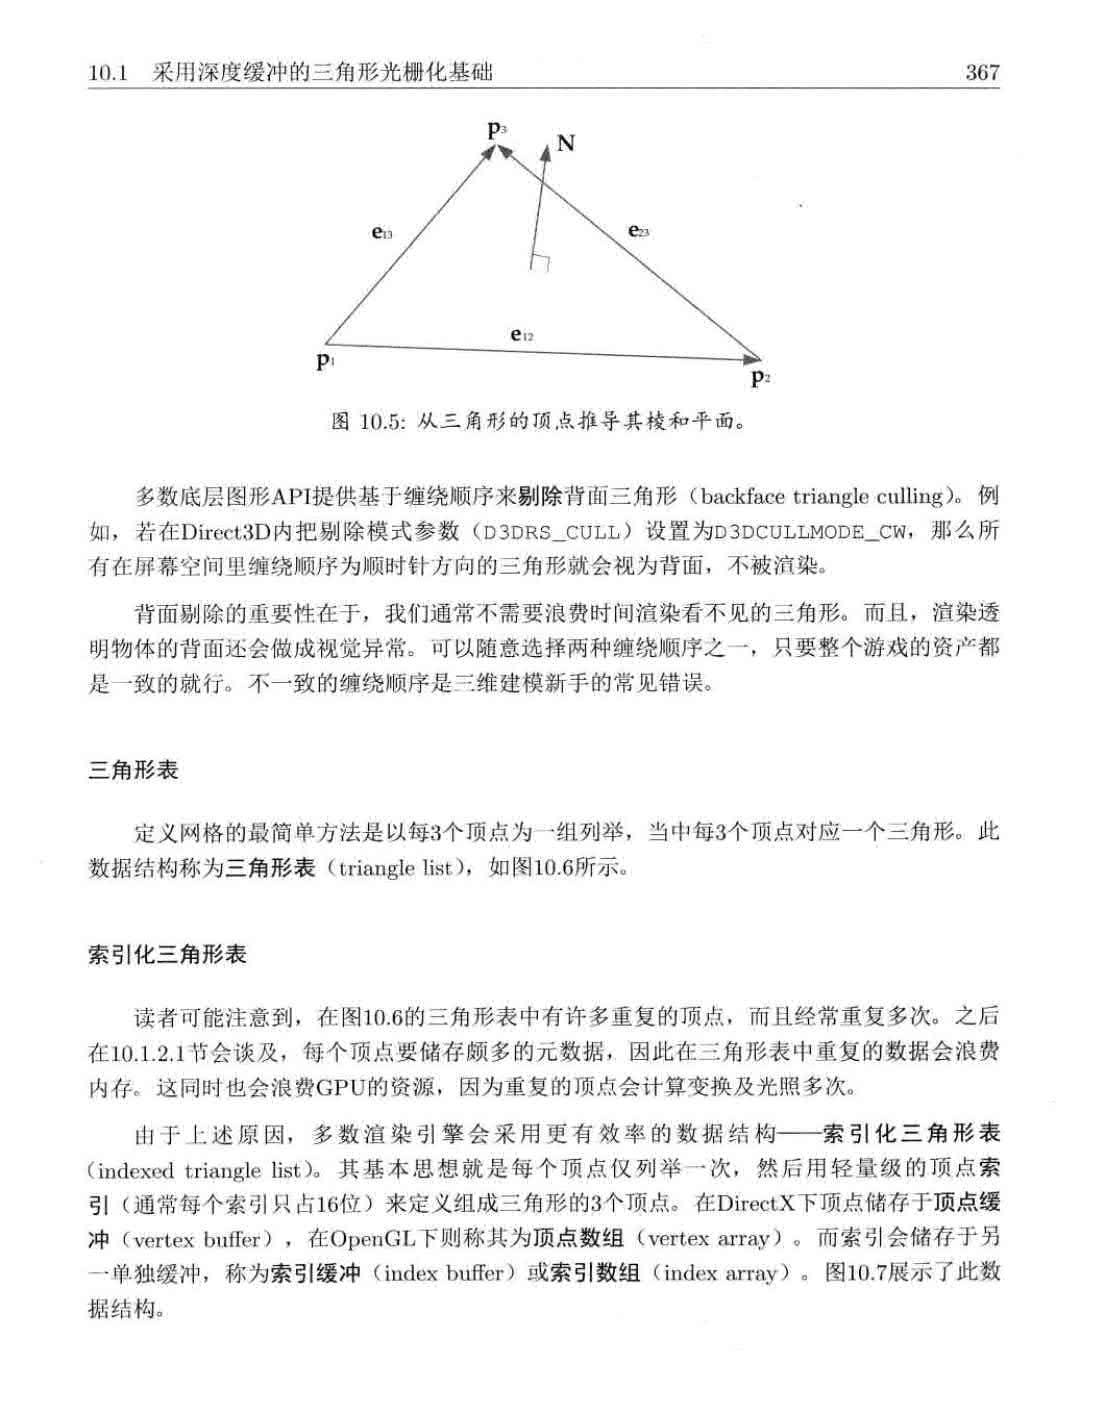 10.1 采用深度缓冲的三角形光栅化基础 367
p3
N
e13
e23
e12
p1
p2
图 10.5: 从三角形的顶点推导其棱和平面。
多数底层图形API提供基于缠绕顺序来剔除背面三角形（backface triangle culling）。例
如，若在Direct3D内把剔除模式参数（D3DRS_CULL）设置为D3DCULLMODE_CW，那么所
有在屏幕空间里缠绕顺序为顺时针方向的三角形就会视为背面，不被渲染。
背面剔除的重要性在于，我们通常不需要浪费时间渲染看不见的三角形。而且，渲染透
明物体的背面还会做成视觉异常。可以随意选择两种缠绕顺序之一，只要整个游戏的资产都
是一致的就行。不一致的缠绕顺序是三维建模新手的常见错误。
三角形表
定义网格的最简单方法是以每3个顶点为一组列举，当中每3个顶点对应一个三角形。此
数据结构称为三角形表（triangle list），如图10.6所示。
索引化三角形表
读者可能注意到，在图10.6的三角形表中有许多重复的顶点，而且经常重复多次。之后
在10.1.2.1节会谈及，每个顶点要储存颇多的元数据，因此在三角形表中重复的数据会浪费
内存。这同时也会浪费GPU的资源，因为重复的顶点会计算变换及光照多次。
由于上述原因，多数渲染引擎会采用更有效率的数据结构——索引化三角形表
（indexed triangle list）。其基本思想就是每个顶点仅列举一次，然后用轻量级的顶点索
引（通常每个索引只占16位）来定义组成三角形的3个顶点。在DirectX下顶点储存于顶点缓
冲（vertex buffer），在OpenGL下则称其为顶点数组（vertex array）。而索引会储存于另
一单独缓冲，称为索引缓冲（index buffer）或索引数组（index array）。图10.7展示了此数
据结构。